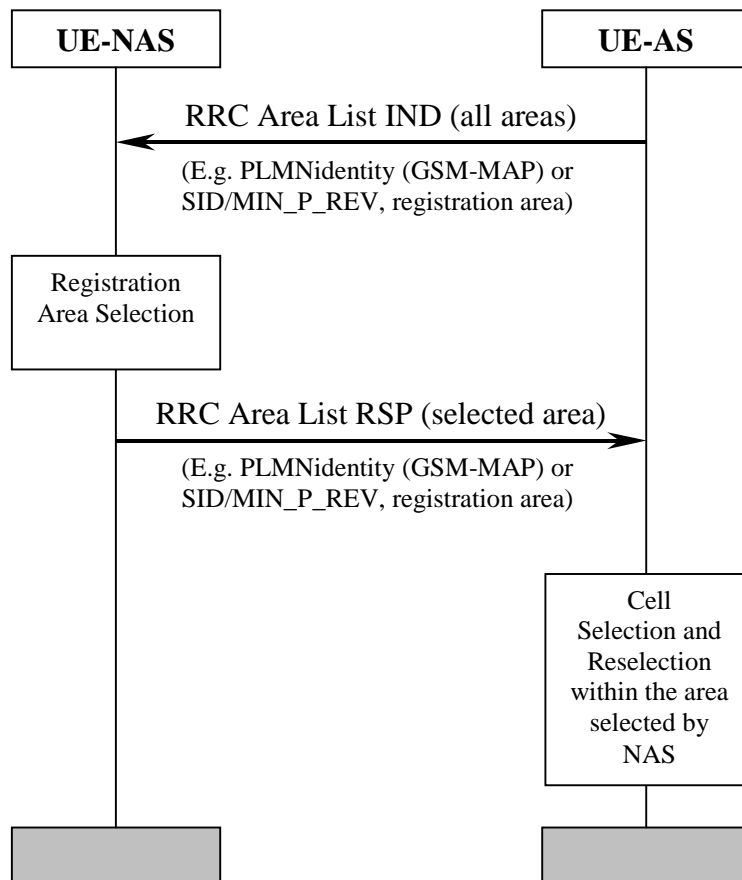 UE-NAS
UE-AS
RRC Area List IND (all areas)
(E.g. PLMNidentity (GSM-MAP) or
SID/MIN_P_REV, registration area)
Registration
Area Selection
RRC Area List RSP (selected area)
(E.g. PLMNidentity (GSM-MAP) or
SID/MIN_P_REV, registration area)
Cell
Selection and
Reselection
within the area
selected by
NAS